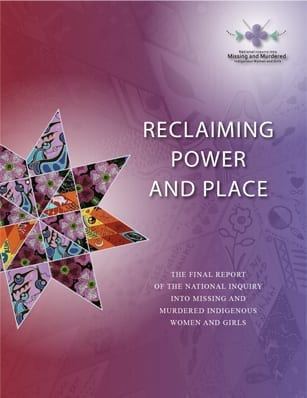 National Inquiry into
Missing and Murdered
Indigenous Women and Girls
RECLAIMING
POWER
AND PLACE
THE FINAL REPORT
OF THE NATIONAL INQUIRY
INTO MISSING AND
MURDERED INDIGENOUS
WOMEN AND GIRLS